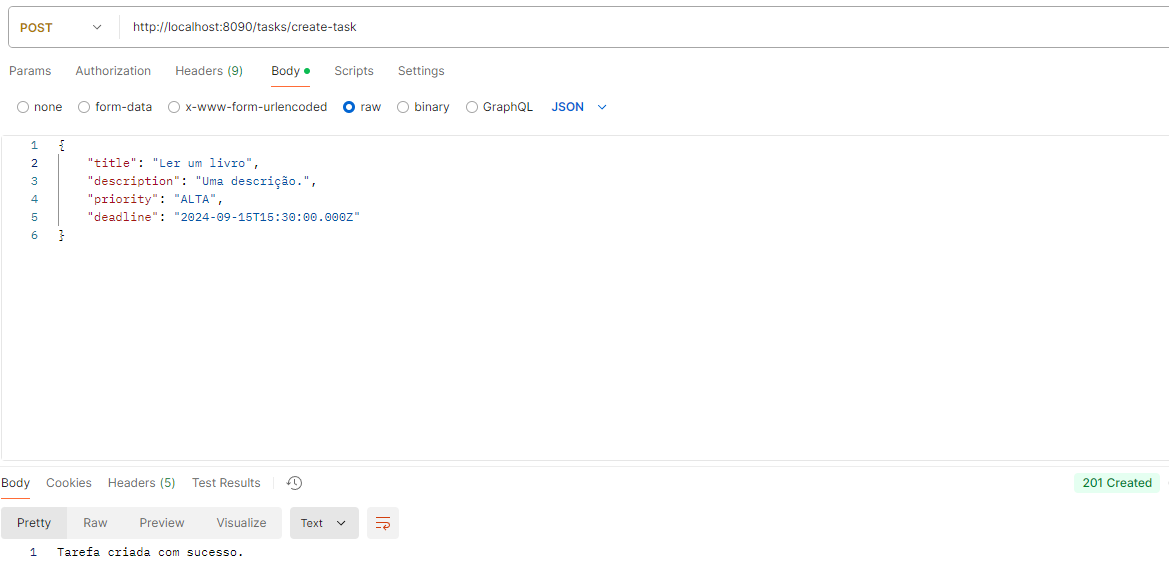 POST http://localhost:8090/tasks/create-task
Params Authorization Headers (9) Body Scripts Settings
none form-data x-www-form-urlencoded raw binary GraphQL JSON
1 {
2 "title": "Ler um livro",
3 "description": "Uma descrição.",
4 "priority": "ALTA",
5 "deadline": "2024-09-15T15:30:00.000Z"
6 }
Body Cookies Headers (5) Test Results 201 Created
Pretty Raw Preview Visualize Text
1 Tarefa criada com sucesso.